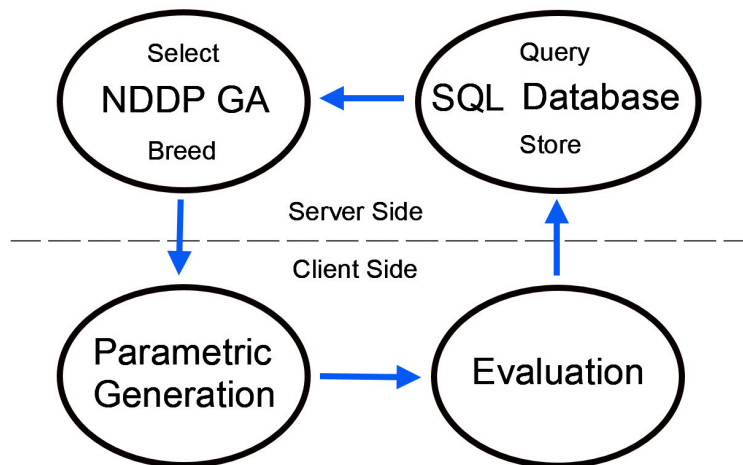 Select
NDDP GA
Breed
Query
SQL Database
Store
Server Side
Client Side
Parametric
Generation
Evaluation